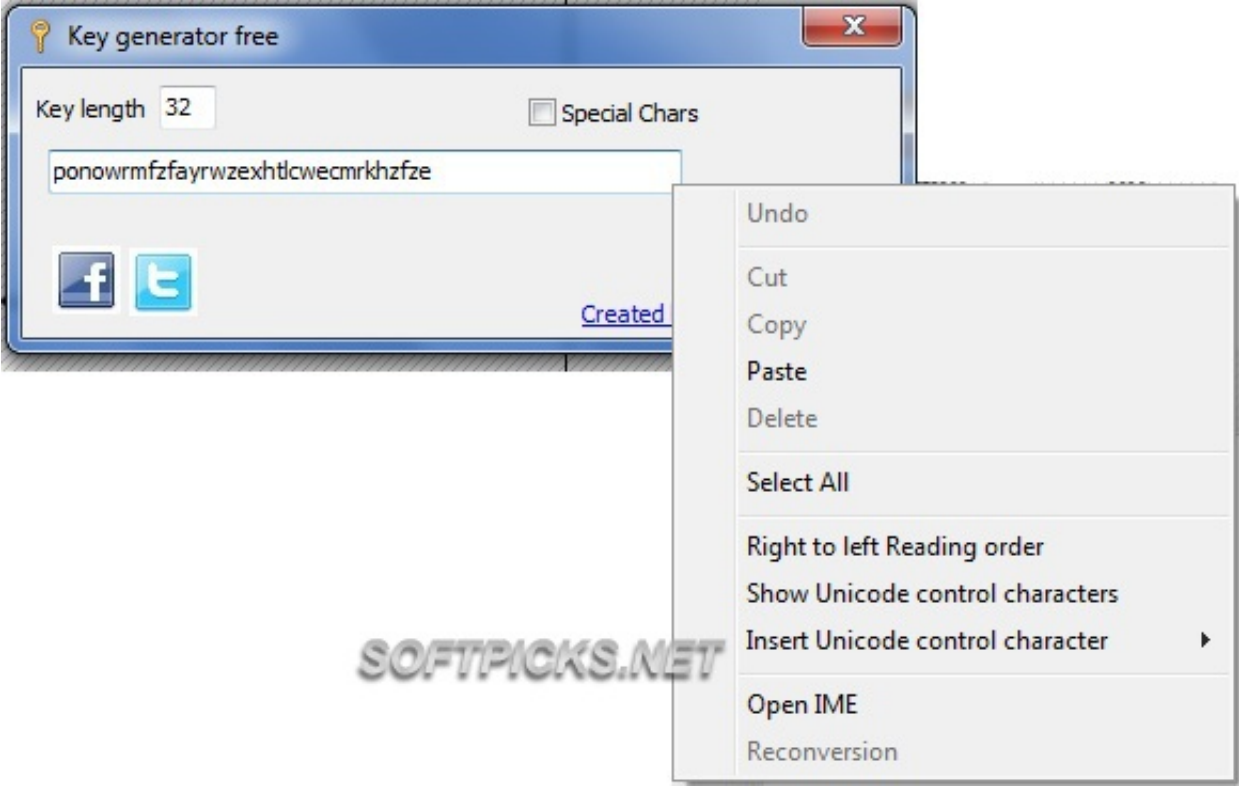 Key generator free
Key length 32
Special Chars
ponowrmfzfayrwzexhtlcwecmrkhzfze
Created
Undo
Cut
Copy
Paste
Delete
Select All
Right to left Reading order
Show Unicode control characters
Insert Unicode control character
Open IME
Reconversion
SOFTPICKS.NET